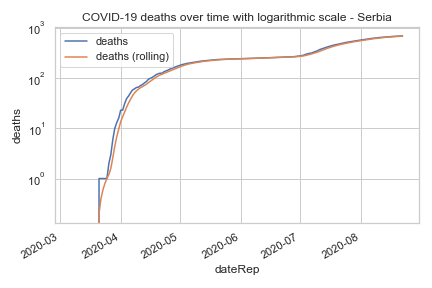 COVID-19 deaths over time with logarithmic scale - Serbia
deaths
deaths (rolling)
10³
10²
10¹
10⁰
deaths
2020-03
2020-04
2020-05
2020-06
2020-07
2020-08
dateRep